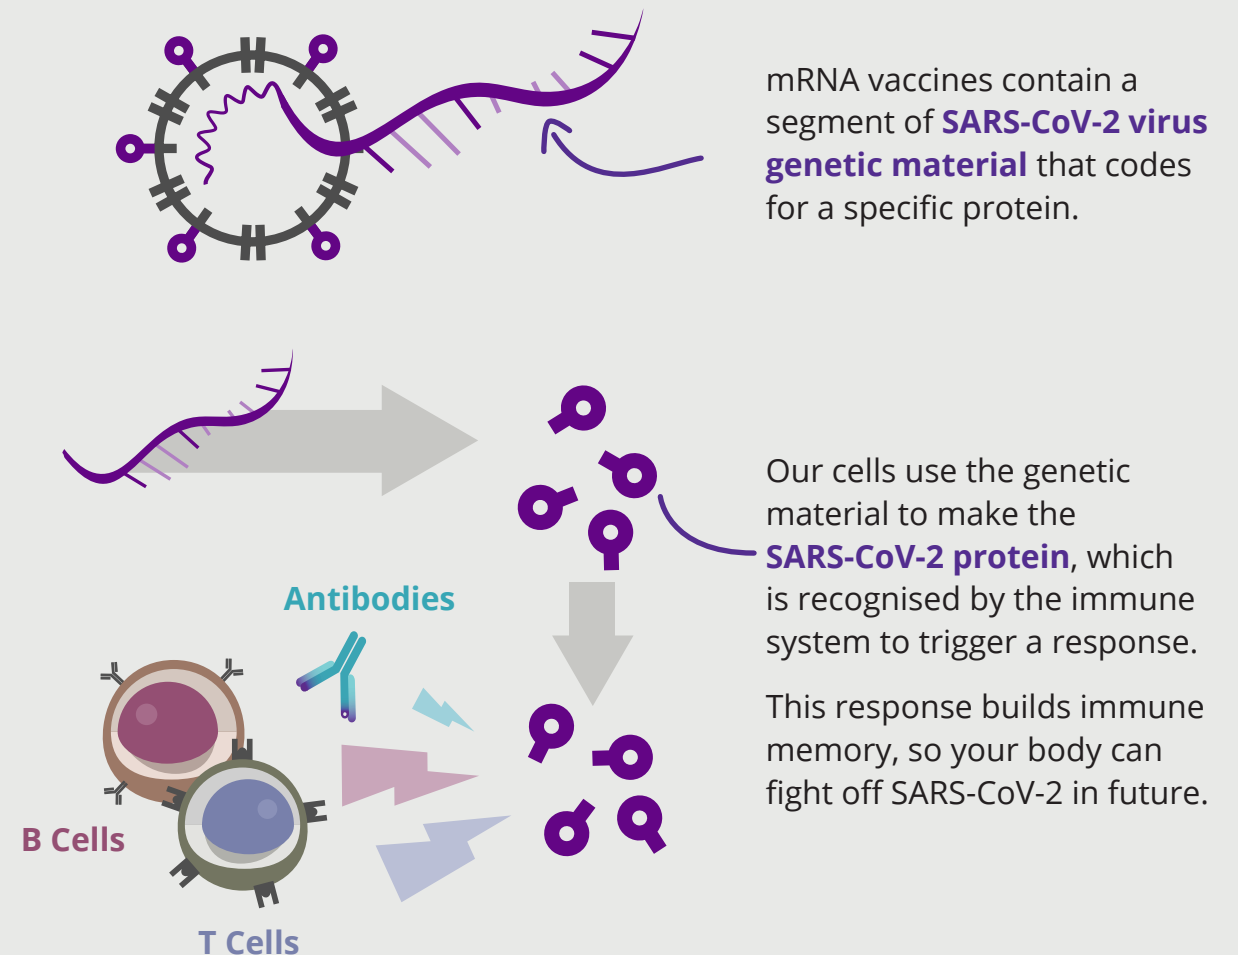 mRNA vaccines contain a
segment of SARS-CoV-2 virus
genetic material that codes
for a specific protein.
Our cells use the genetic
material to make the
SARS-CoV-2 protein, which
is recognised by the immune
system to trigger a response.
This response builds immune
memory, so your body can
fight off SARS-CoV-2 in future.
Antibodies
B Cells
T Cells